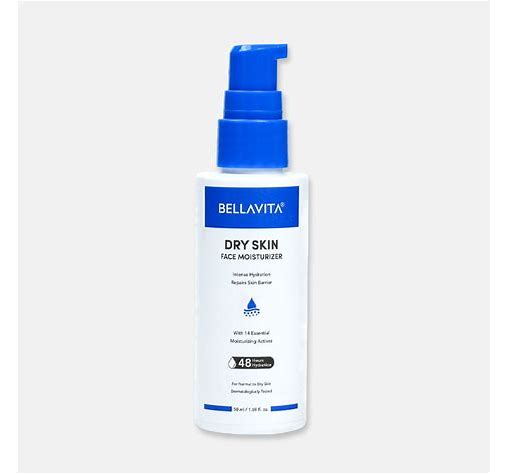 BELLAVITA®
DRY SKIN
FACE MOISTURIZER
Intense Hydration
Repairs Skin Barrier
With 14 Essential
Moisturizing Actives
48 Hours
Hydration
For Normal to Dry Skin
Dermatologically Tested
50 ml / 1.69 fl. oz